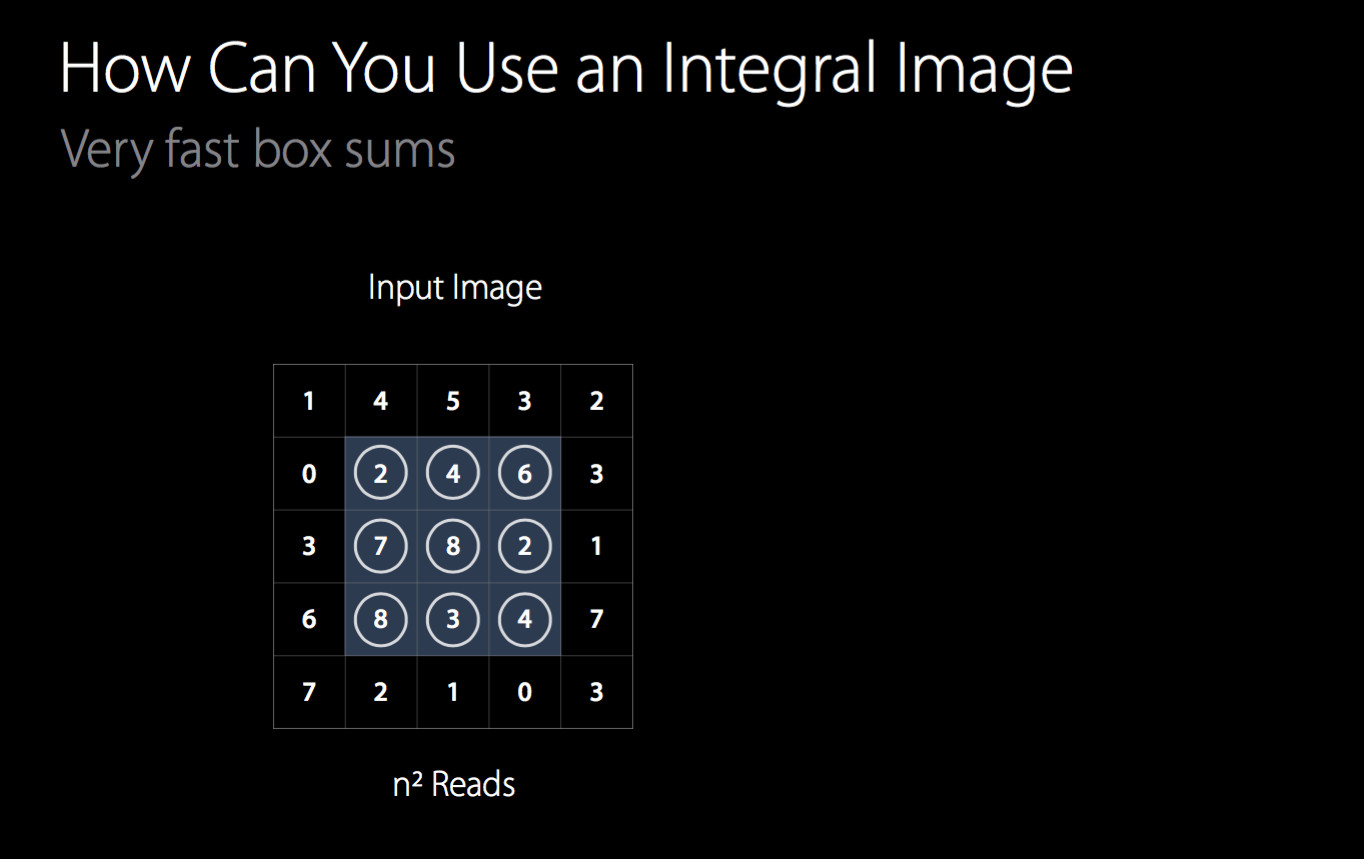 How Can You Use an Integral Image
Very fast box sums
Input Image
1 4 5 3 2
0 2 4 6 3
3 7 8 2 1
6 8 3 4 7
7 2 1 0 3
n² Reads